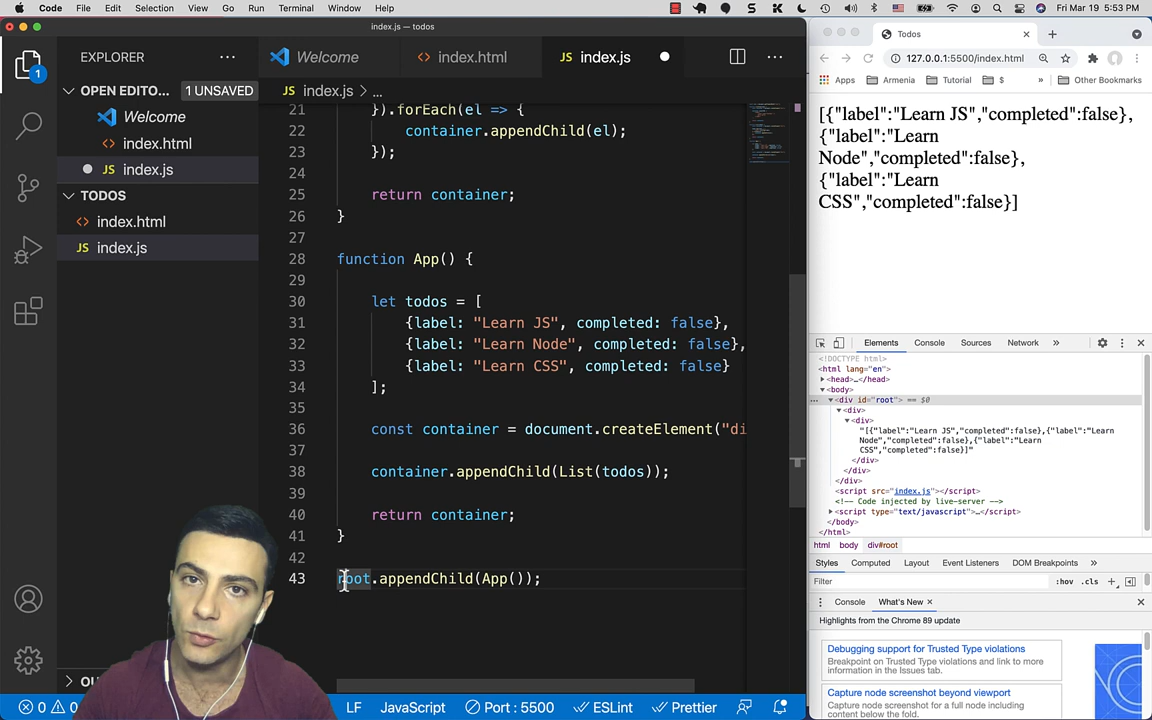 Code File Edit Selection View Go Run Terminal Window Help
Fri Mar 19 5:53 PM
index.js — todos
EXPLORER
OPEN EDITO... 1 UNSAVED
Welcome
index.html
JS index.js
TODOS
index.html
JS index.js
1
Welcome
index.html
JS index.js
JS index.js > ...
21 }).forEach(el => {
22 container.appendChild(el);
23 });
24
25 return container;
26 }
27
28 function App() {
29
30 let todos = [
31 {label: "Learn JS", completed: false},
32 {label: "Learn Node", completed: false},
33 {label: "Learn CSS", completed: false}
34 ];
35
36 const container = document.createElement("di
37
38 container.appendChild(List(todos));
39
40 return container;
41 }
42
43 root.appendChild(App());
0 0
LF JavaScript Port : 5500 ESLint Prettier
Todos
127.0.0.1:5500/index.html
Apps Armenia Tutorial $ » Other Bookmarks
[{"label":"Learn JS","completed":false},
{"label":"Learn
Node","completed":false},
{"label":"Learn
CSS","completed":false}]
Elements Console Sources Network »
<!DOCTYPE html>
<html lang="en">
<head>…</head>
<body>
… <div id="root"> == $0
<div>
<div>
"[{"label":"Learn JS","completed":false},{"label":"Learn
Node","completed":false},{"label":"Learn
CSS","completed":false}]"
</div>
</div>
</div>
<script src="index.js"></script>
<!-- Code injected by live-server -->
<script type="text/javascript">…</script>
</body>
</html>
html body div#root
Styles Computed Layout Event Listeners DOM Breakpoints »
Filter :hov .cls +
Console What's New ×
Highlights from the Chrome 89 update
Debugging support for Trusted Type violations
Breakpoint on Trusted Type violations and link to more
information in the Issues tab.
Capture node screenshot beyond viewport
Capture node screenshot for a full node including
content below the fold.